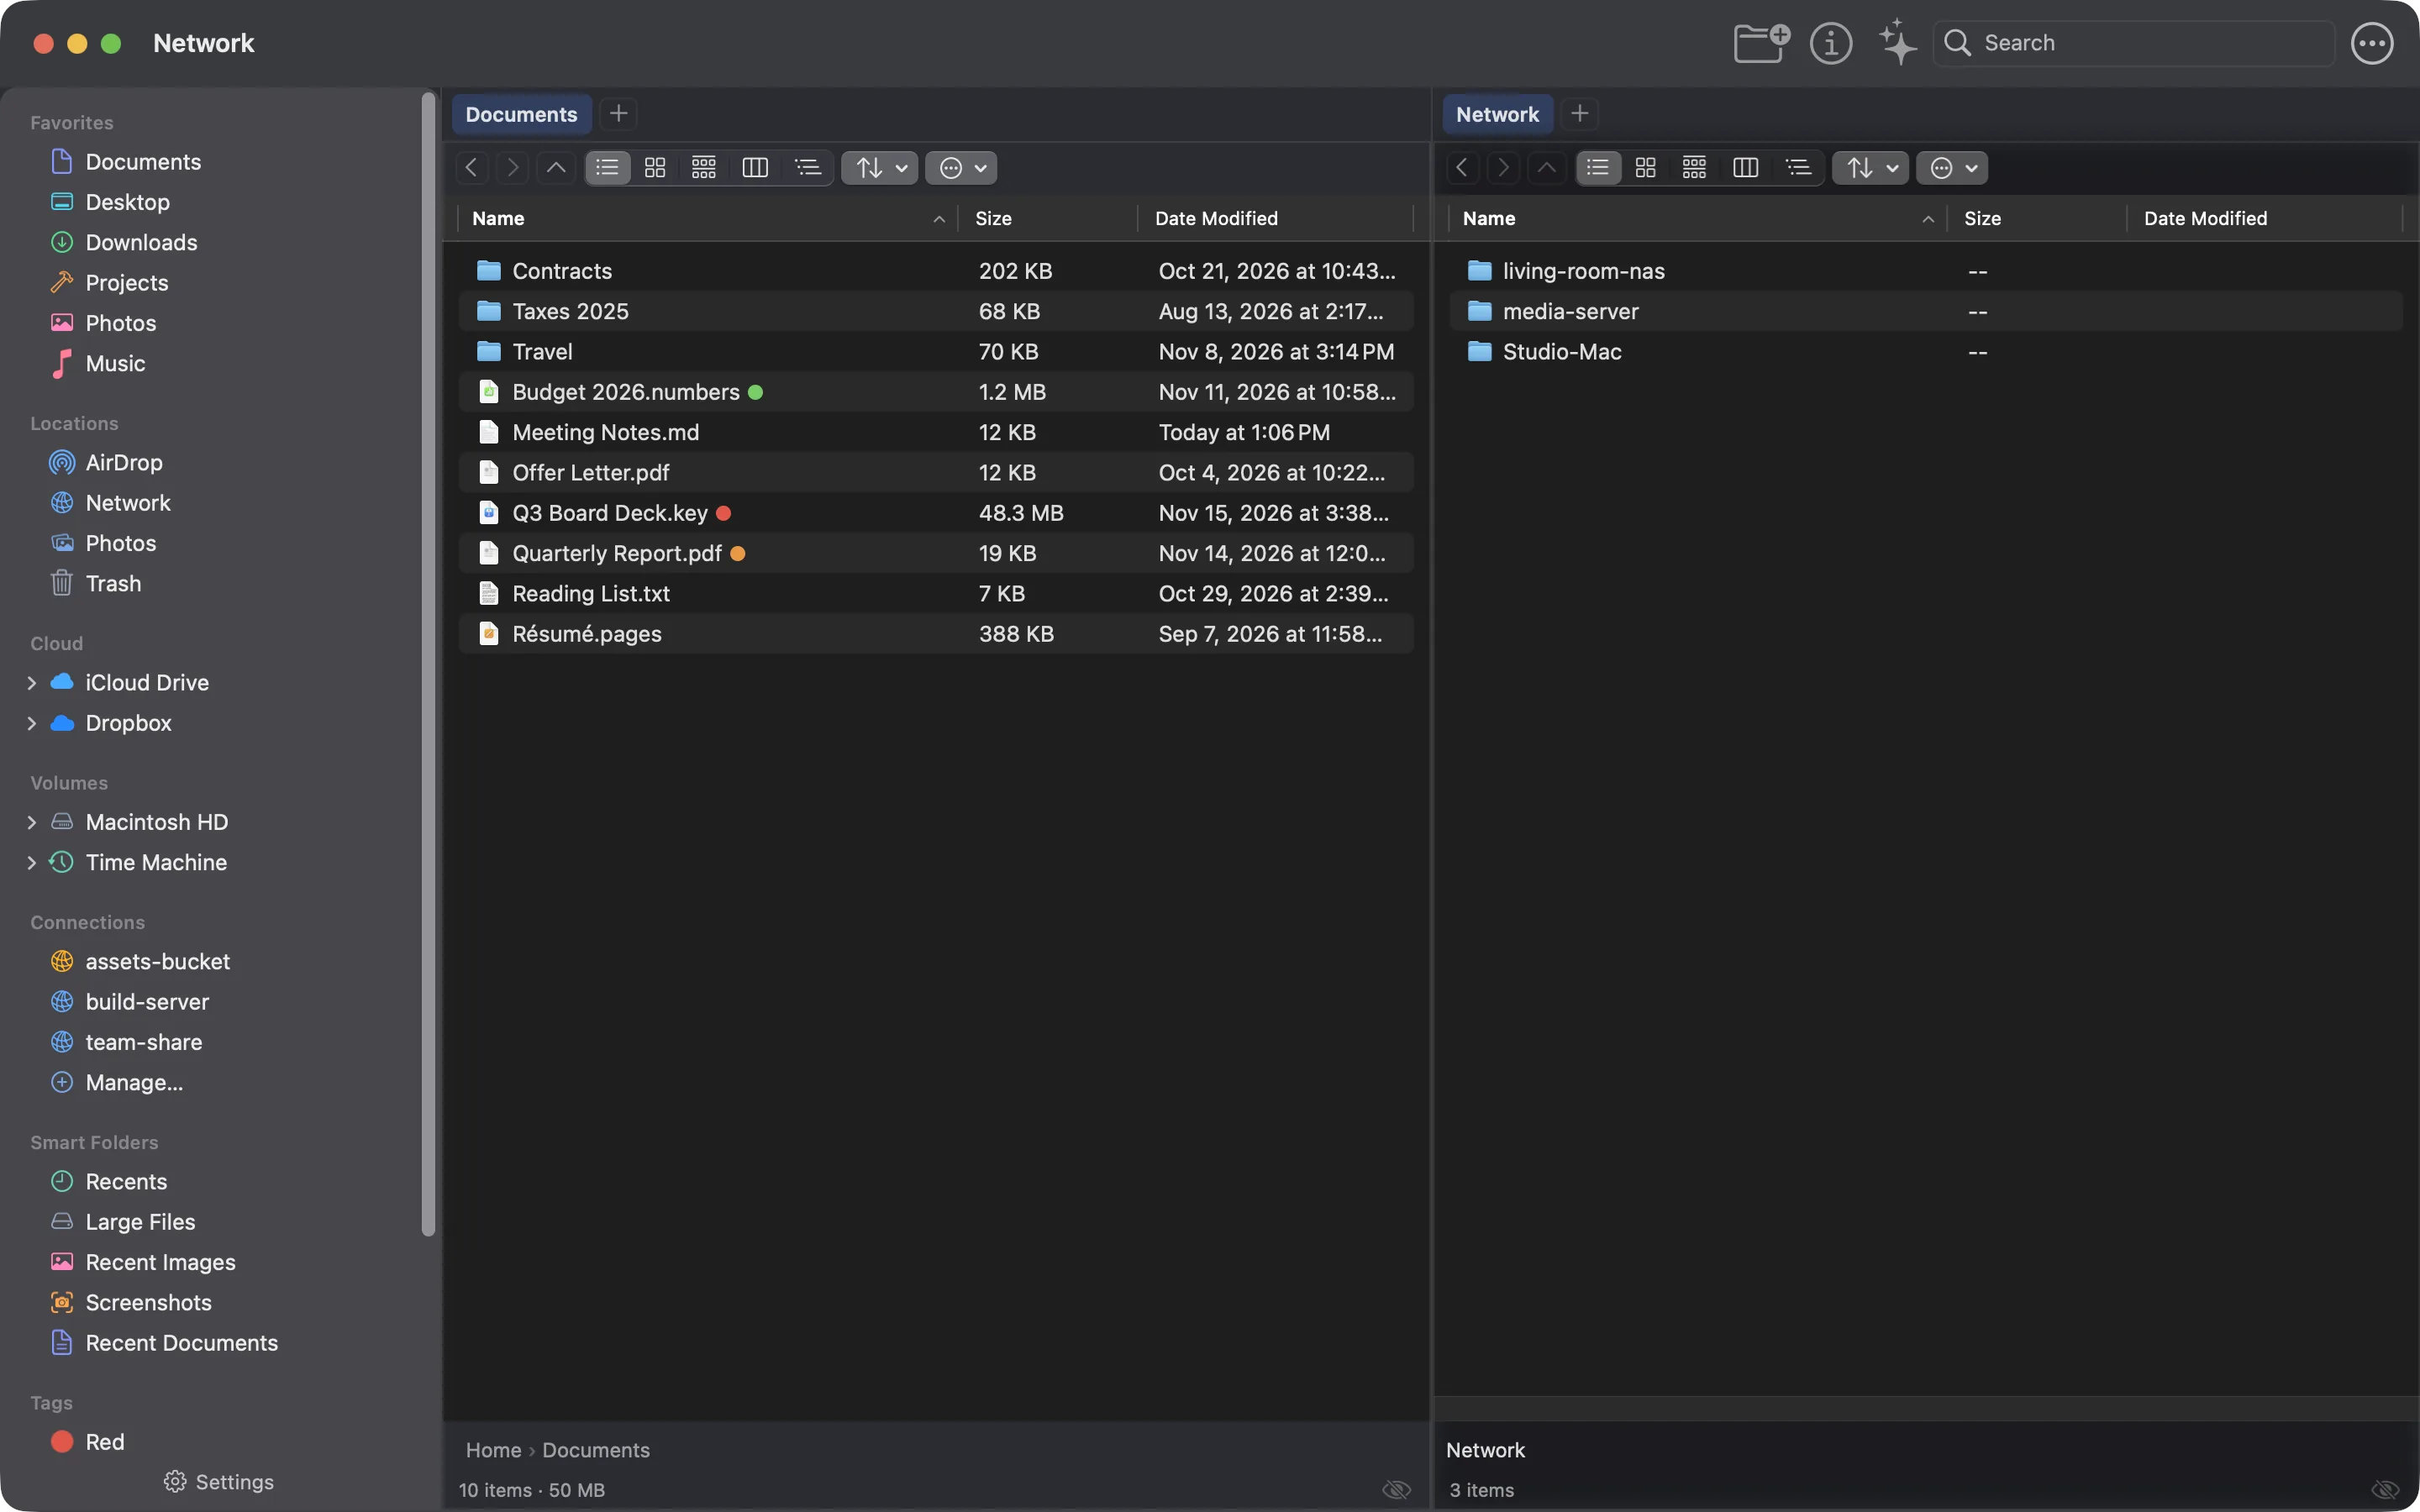 Network
Search
Favorites
Documents
Desktop
Downloads
Projects
Photos
Music
Locations
AirDrop
Network
Photos
Trash
Cloud
iCloud Drive
Dropbox
Volumes
Macintosh HD
Time Machine
Connections
assets-bucket
build-server
team-share
Manage...
Smart Folders
Recents
Large Files
Recent Images
Screenshots
Recent Documents
Tags
Red
Settings
Documents
Name Size Date Modified
Contracts 202 KB Oct 21, 2026 at 10:43...
Taxes 2025 68 KB Aug 13, 2026 at 2:17...
Travel 70 KB Nov 8, 2026 at 3:14 PM
Budget 2026.numbers 1.2 MB Nov 11, 2026 at 10:58...
Meeting Notes.md 12 KB Today at 1:06 PM
Offer Letter.pdf 12 KB Oct 4, 2026 at 10:22...
Q3 Board Deck.key 48.3 MB Nov 15, 2026 at 3:38...
Quarterly Report.pdf 19 KB Nov 14, 2026 at 12:0...
Reading List.txt 7 KB Oct 29, 2026 at 2:39...
Résumé.pages 388 KB Sep 7, 2026 at 11:58...
Home › Documents
10 items · 50 MB
Network
Name Size Date Modified
living-room-nas --
media-server --
Studio-Mac --
Network
3 items